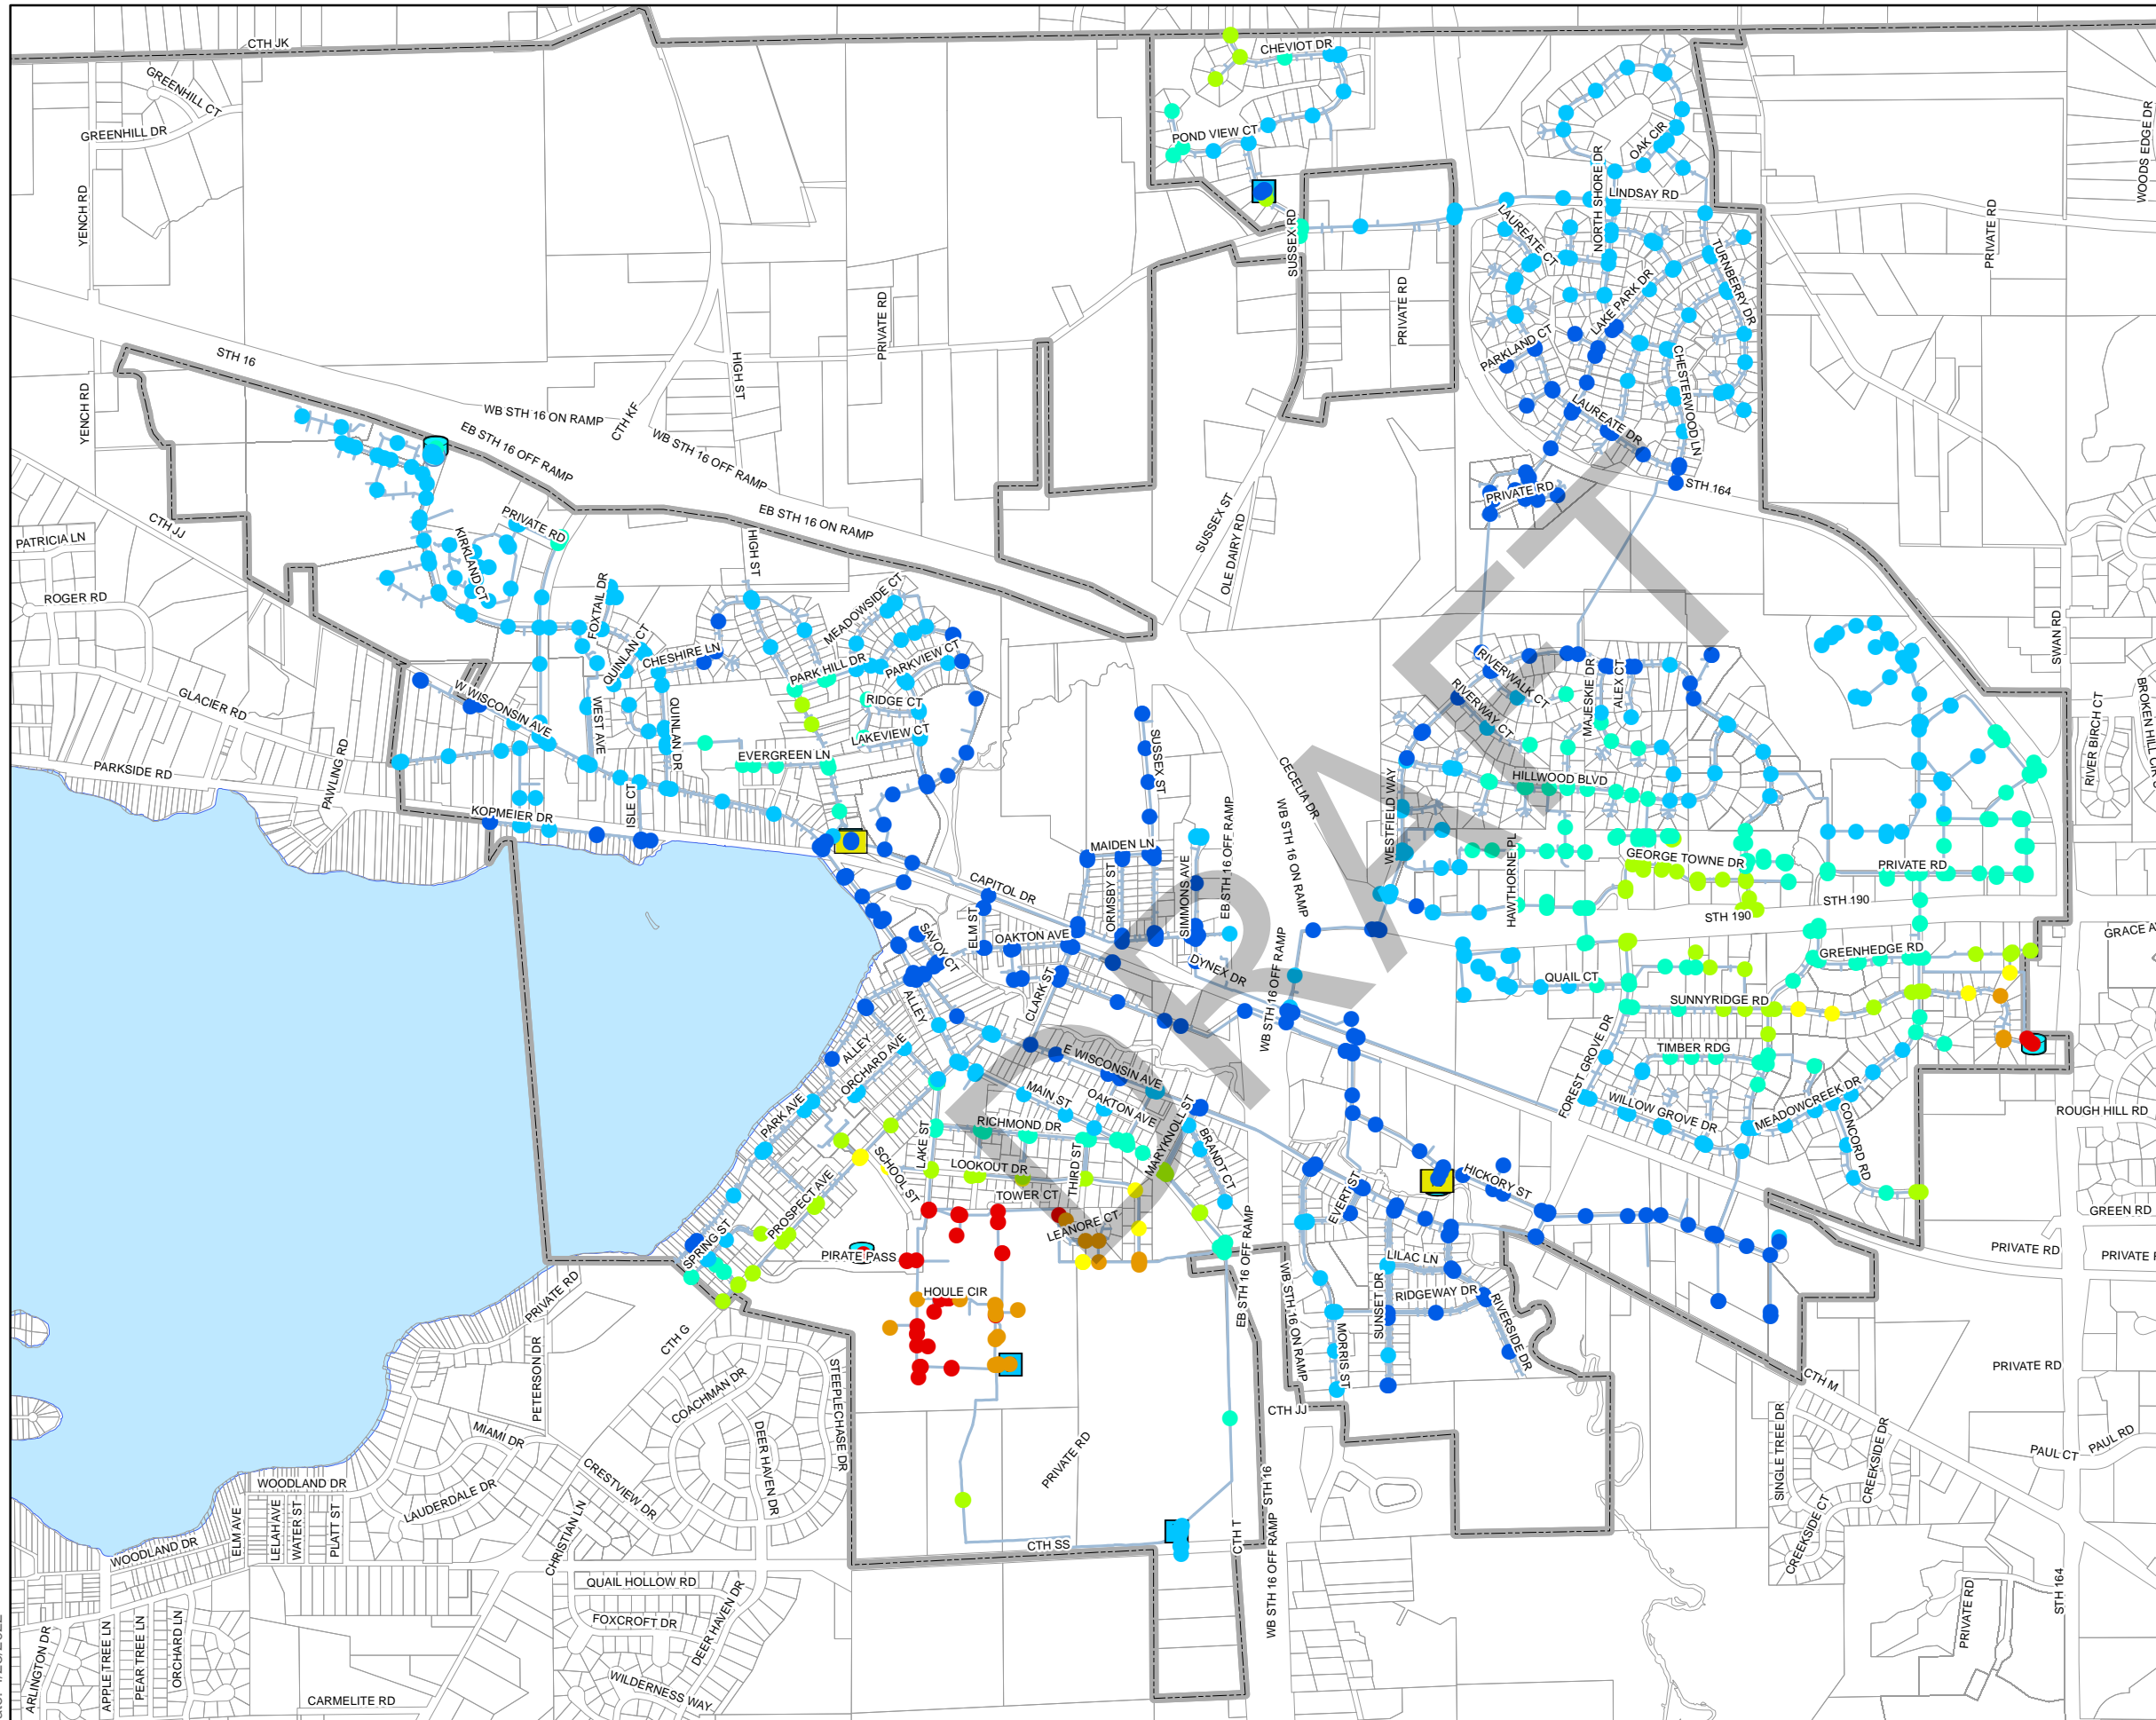 CTH JK
GREENHILL CT
GREENHILL DR
YENCH RD
CHEVIOT DR
POND VIEW CT
OAK CIR
WOODS EDGE DR
NORTH SHORE DR
LINDSAY RD
SUSSEX RD
LAUREATE CT
TURNBERRY DR
PRIVATE RD
PRIVATE RD
PRIVATE RD
LAKE PARK DR
PARKLAND CT
CHESTERWOOD LN
LAUREATE DR
STH 16
HIGH ST
YENCH RD
WB STH 16 ON RAMP
CTH KF
EB STH 16 OFF RAMP
WB STH 16 OFF RAMP
PRIVATE RD
STH 164
EB STH 16 ON RAMP
CTH JJ
PRIVATE RD
SUSSEX ST
OLE DAIRY RD
PATRICIA LN
HIGH ST
KIRKLAND CT
ROGER RD
FOXTAIL DR
MEADOWSIDE CT
SWAN RD
QUINLAN CT
CHESHIRE LN
PARK HILL DR
PARKVIEW CT
RIVERWALK CT
RIVERWAY CT
MAJESKIE DR
ALEX CT
GLACIER RD
W WISCONSIN AVE
WEST AVE
QUINLAN DR
RIDGE CT
LAKEVIEW CT
EVERGREEN LN
SUSSEX ST
CECELIA DR
HILLWOOD BLVD
RIVER BIRCH CT
PARKSIDE RD
PAWLING RD
KOPMEIER DR
ISLE CT
MAIDEN LN
EB STH 16 OFF RAMP
WB STH 16 ON RAMP
WESTFIELD WAY
GEORGE TOWNE DR
PRIVATE RD
CAPITOL DR
ORMSBY ST
SIMMONS AVE
HAWTHORNE PL
STH 190
STH 190
ELM ST
OAKTON AVE
SAVOY CT
DYNEX DR
WB STH 16 OFF RAMP
GREENHEDGE RD
QUAIL CT
CLARK ST
ALLEY
SUNNYRIDGE RD
ALLEY
ORCHARD AVE
E WISCONSIN AVE
FOREST GROVE DR
TIMBER RDG
PARK AVE
MAIN ST
OAKTON AVE
WILLOW GROVE DR
MEADOWCREEK DR
CONCORD RD
ROUGH HILL RD
RICHMOND DR
LAKE ST
MARYKNOLL ST
BRANDT CT
SCHOOL ST
LOOKOUT DR
THIRD ST
HICKORY ST
EVERT ST
PROSPECT AVE
TOWER CT
LEANORE CT
GREEN RD
SPRING ST
PIRATE PASS
EB STH 16 OFF RAMP
LILAC LN
PRIVATE RD
PRIVATE RD
HOULE CIR
WB STH 16 ON RAMP
RIDGEWAY DR
SUNSET DR
RIVERSIDE DR
MORRIS ST
CTH G
PETERSON DR
STEEPLECHASE DR
COACHMAN DR
PRIVATE RD
CTH M
CTH JJ
MIAMI DR
DEER HAVEN DR
PRIVATE RD
SINGLE TREE DR
CREEKSIDE DR
PAUL CT
PAUL RD
CRESTVIEW DR
WOODLAND DR
LAUDERDALE DR
STH 16
CREEKSIDE CT
ELM AVE
LELAH AVE
WATER ST
PLATT ST
CHRISTIAN LN
WOODLAND DR
CTH SS
CTH T
WB STH 16 OFF RAMP
QUAIL HOLLOW RD
DEER HAVEN DR
PRIVATE RD
STH 164
FOXCROFT DR
ARLINGTON DR
APPLE TREE LN
PEAR TREE LN
ORCHARD LN
WILDERNESS WAY
CARMELITE RD
DRAFT